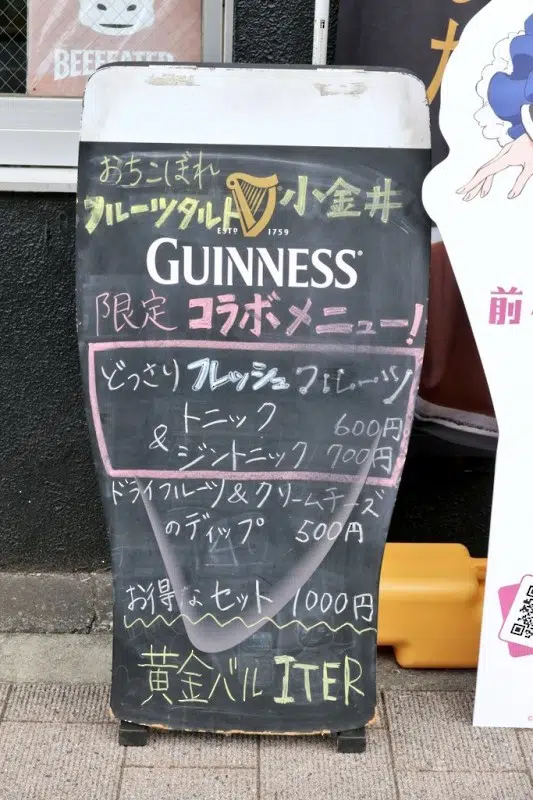 BEEFEATER
おちこぼれ
フルーツタルト 小金井
ESTD 1759
GUINNESS
限定 コラボメニュー!
どっさり フレッシュフルーツ
トニック 600円
& ジントニック 700円
ドライフルーツ&クリームチーズ
のディップ 500円
お得なセット 1000円
黄金バル ITER
前